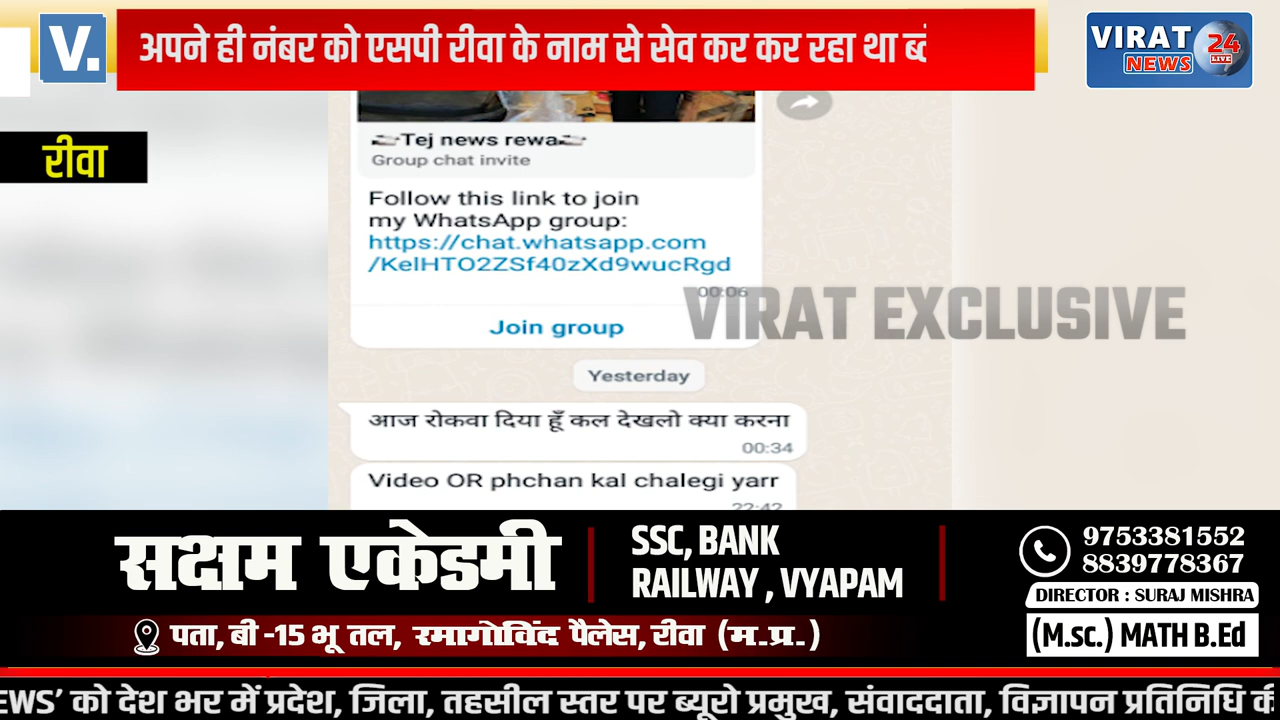 V.
अपने ही नंबर को एसपी रीवा के नाम से सेव कर कर रहा था
VIRAT
NEWS
24
LIVE
रीवा
Tej news rewa
Group chat invite
Follow this link to join
my WhatsApp group:
https://chat.whatsapp.com
/KelHTO2ZSf40zXd9wucRgd
00:06
VIRAT EXCLUSIVE
Join group
Yesterday
आज रोकवा दिया हूँ कल देखलो क्या करना
00:34
Video OR phchan kal chalegi yarr
22:42
सक्षम एकेडमी
SSC, BANK
RAILWAY , VYAPAM
9753381552
8839778367
DIRECTOR : SURAJ MISHRA
(M.sc.) MATH B.Ed
पता, बी -15 भू तल, रमागोविंद पैलेस, रीवा (म.प्र.)
EWS’ को देश भर में प्रदेश, जिला, तहसील स्तर पर ब्यूरो प्रमुख, संवाददाता, विज्ञापन प्रतिनिधि